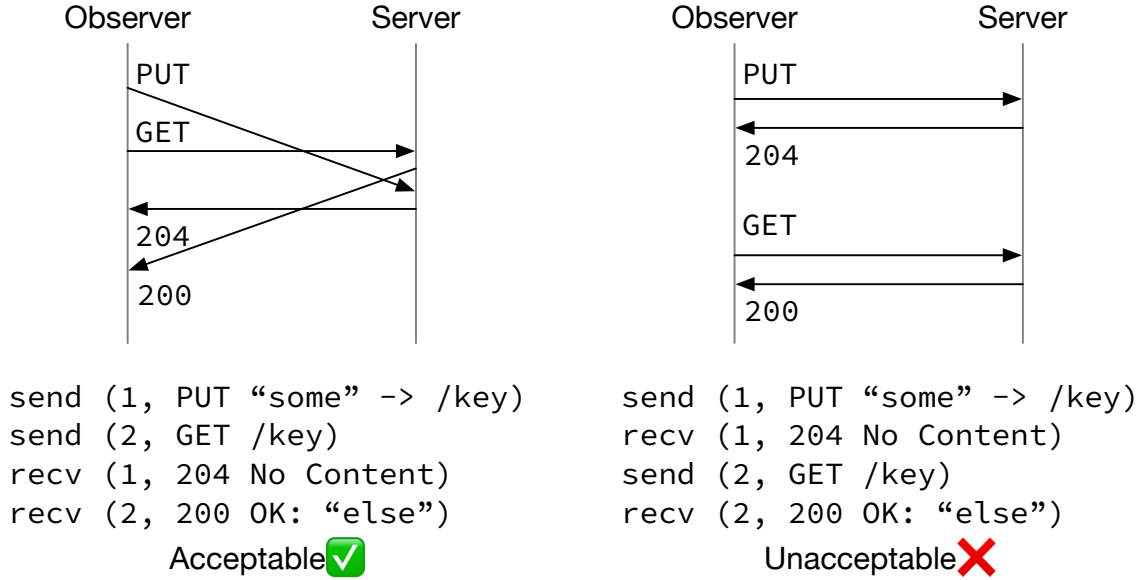 Observer Server
PUT
GET
204
200
send (1, PUT “some” -> /key)
send (2, GET /key)
recv (1, 204 No Content)
recv (2, 200 OK: “else”)
Acceptable✅
Observer Server
PUT
204
GET
200
send (1, PUT “some” -> /key)
recv (1, 204 No Content)
send (2, GET /key)
recv (2, 200 OK: “else”)
Unacceptable❌